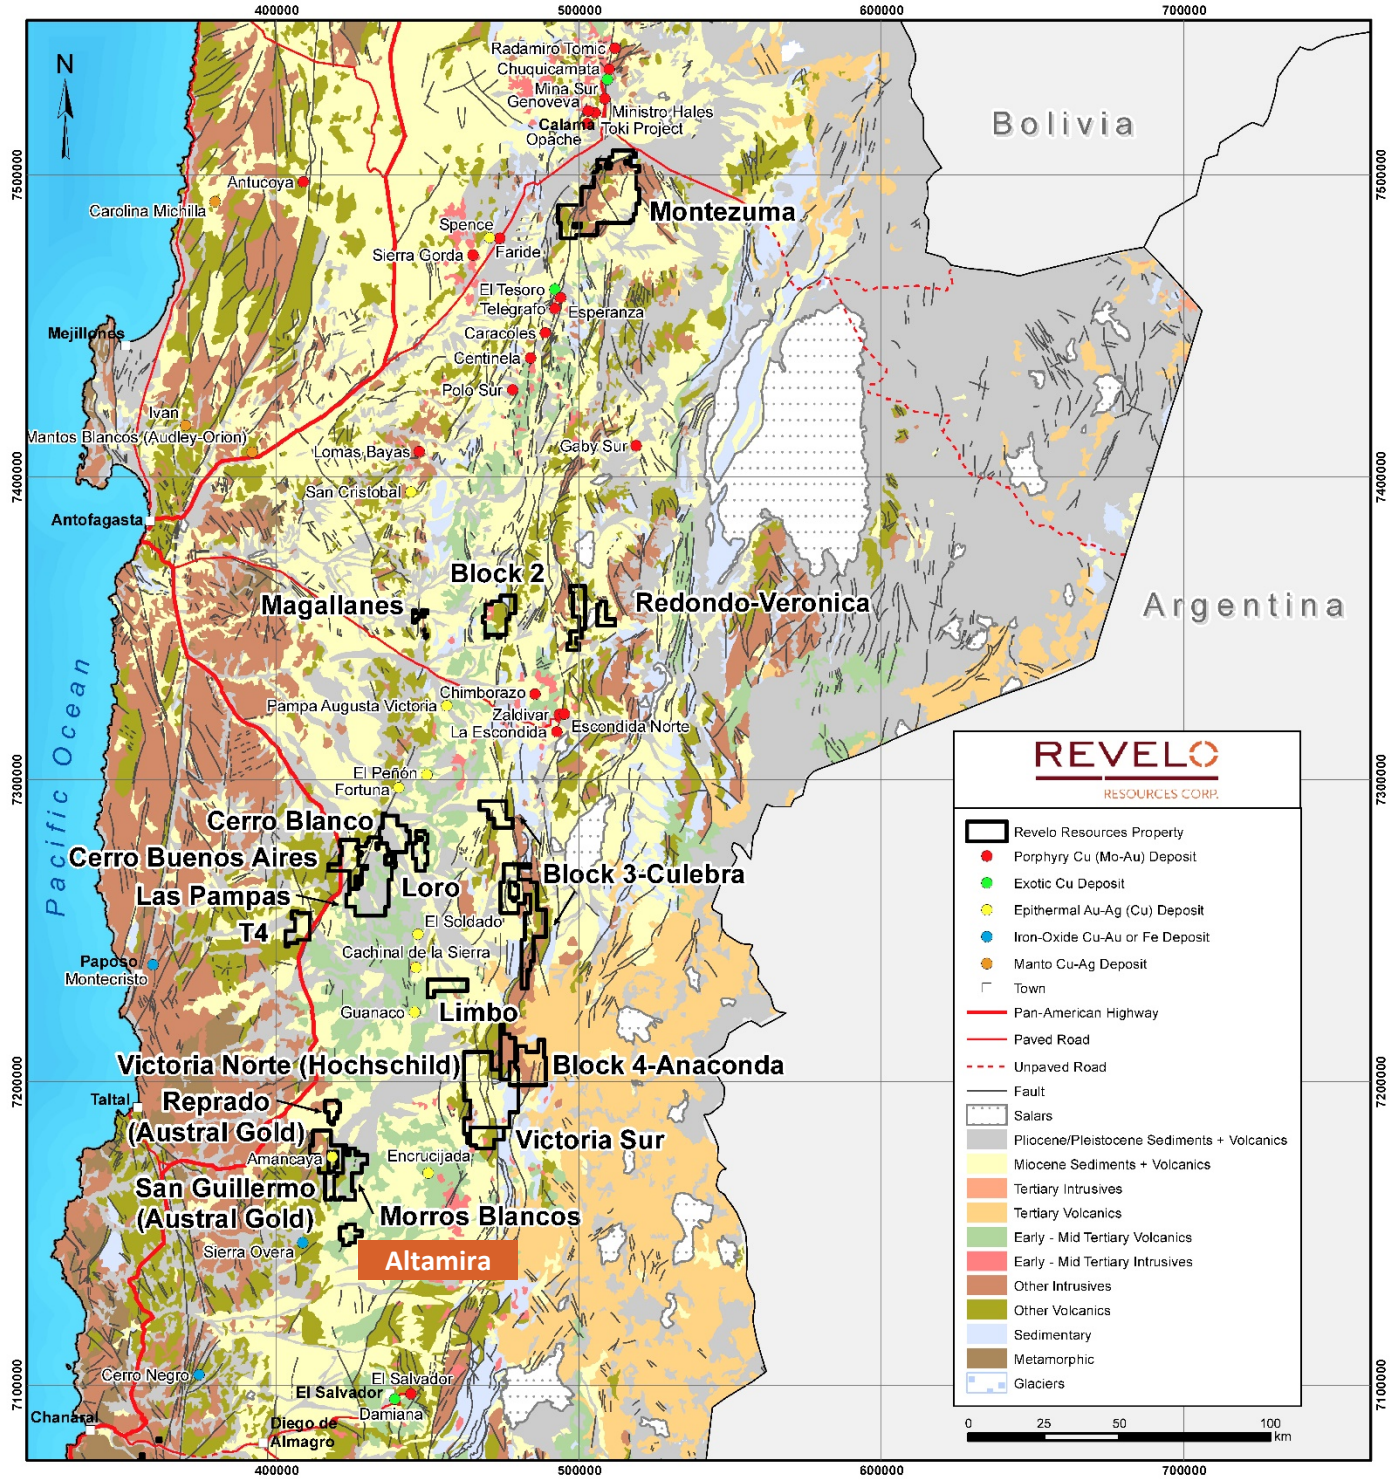 400000
500000
600000
700000
N
Radamiro Tomic
Chuquicamata
Mina Sur
Genoveva
Ministro Hales
Calama
Toki Project
Opache
Bolivia
7500000
7500000
Antucoya
Carolina Michilla
Montezuma
Spence
Faride
Sierra Gorda
El Tesoro
Telegrafo
Esperanza
Mejillones
Caracoles
Centinela
Polo Sur
Ivan
Mantos Blancos (Audley-Orion)
Lomas Bayas
Gaby Sur
7400000
7400000
San Cristobal
Antofagasta
Block 2
Magallanes
Redondo-Veronica
Argentina
Pacific Ocean
Chimborazo
Pampa Augusta Victoria
Zaldivar
Escondida Norte
La Escondida
7300000
7300000
El Peñón
Fortuna
Cerro Blanco
Cerro Buenos Aires
Block 3-Culebra
Loro
Las Pampas
El Soldado
T4
Cachinal de la Sierra
Paposo
Montecristo
Guanaco
Limbo
Victoria Norte (Hochschild)
Block 4-Anaconda
7200000
7200000
Taltal
Reprado
(Austral Gold)
Victoria Sur
Amancaya
Encrucijada
San Guillermo
(Austral Gold)
Morros Blancos
Sierra Overa
Altamira
Cerro Negro
El Salvador
El Salvador
Damiana
7100000
7100000
Chanaral
Diego de
Almagro
REVELO
RESOURCES CORP.
Revelo Resources Property
Porphyry Cu (Mo-Au) Deposit
Exotic Cu Deposit
Epithermal Au-Ag (Cu) Deposit
Iron-Oxide Cu-Au or Fe Deposit
Manto Cu-Ag Deposit
Town
Pan-American Highway
Paved Road
Unpaved Road
Fault
Salars
Pliocene/Pleistocene Sediments + Volcanics
Miocene Sediments + Volcanics
Tertiary Intrusives
Tertiary Volcanics
Early - Mid Tertiary Volcanics
Early - Mid Tertiary Intrusives
Other Intrusives
Other Volcanics
Sedimentary
Metamorphic
Glaciers
0 25 50 100
km
400000
500000
600000
700000